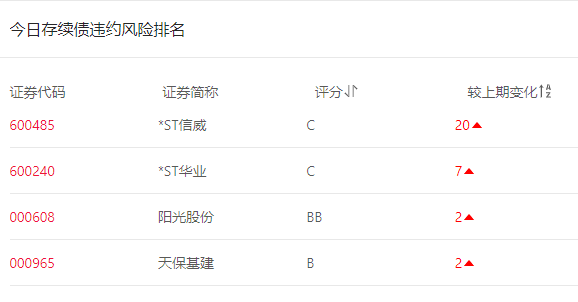 今日存续债违约风险排名
证券代码 证券简称 评分 较上期变化
600485 *ST信威 C 20
600240 *ST华业 C 7
000608 阳光股份 BB 2
000965 天保基建 B 2